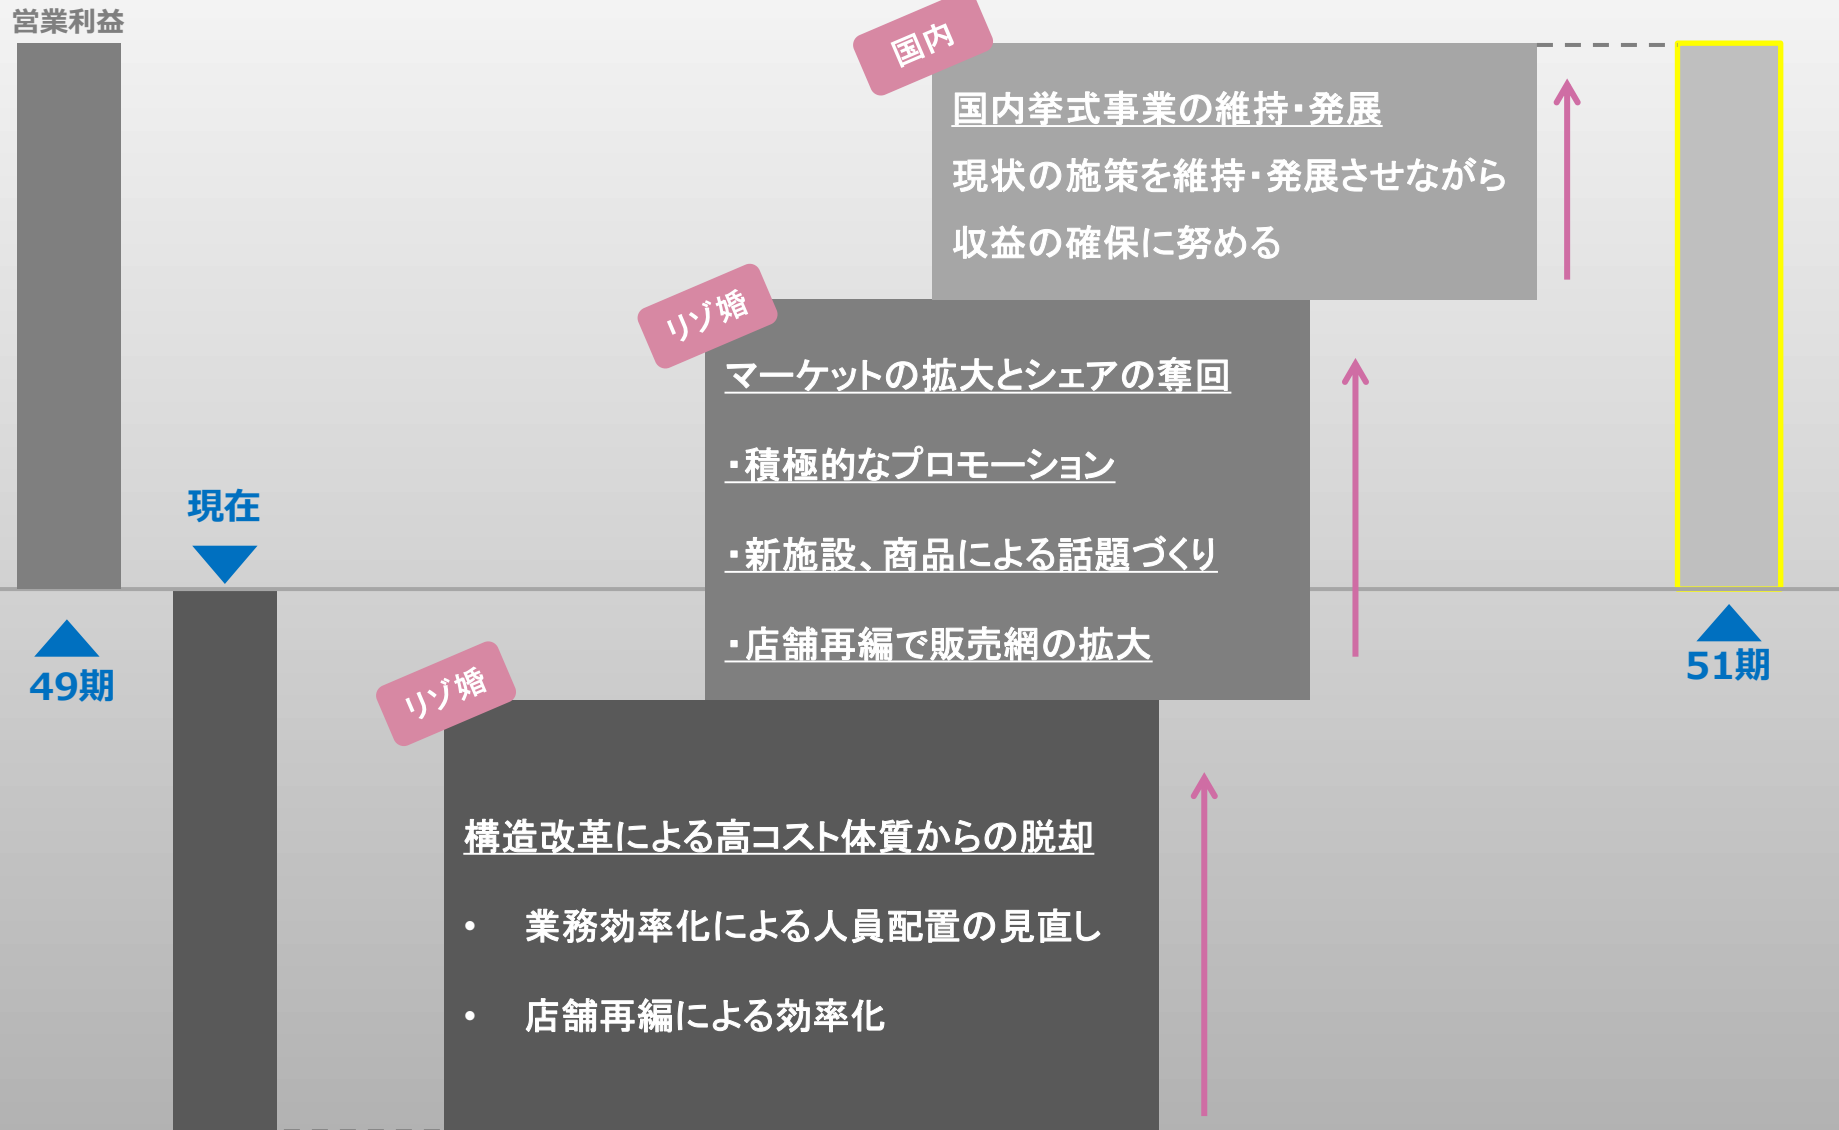 営業利益
国内
国内挙式事業の維持・発展
現状の施策を維持・発展させながら
収益の確保に努める
リゾ婚
マーケットの拡大とシェアの奪回
・積極的なプロモーション
・新施設、商品による話題づくり
・店舗再編で販売網の拡大
現在
49期
51期
リゾ婚
構造改革による高コスト体質からの脱却
• 業務効率化による人員配置の見直し
• 店舗再編による効率化